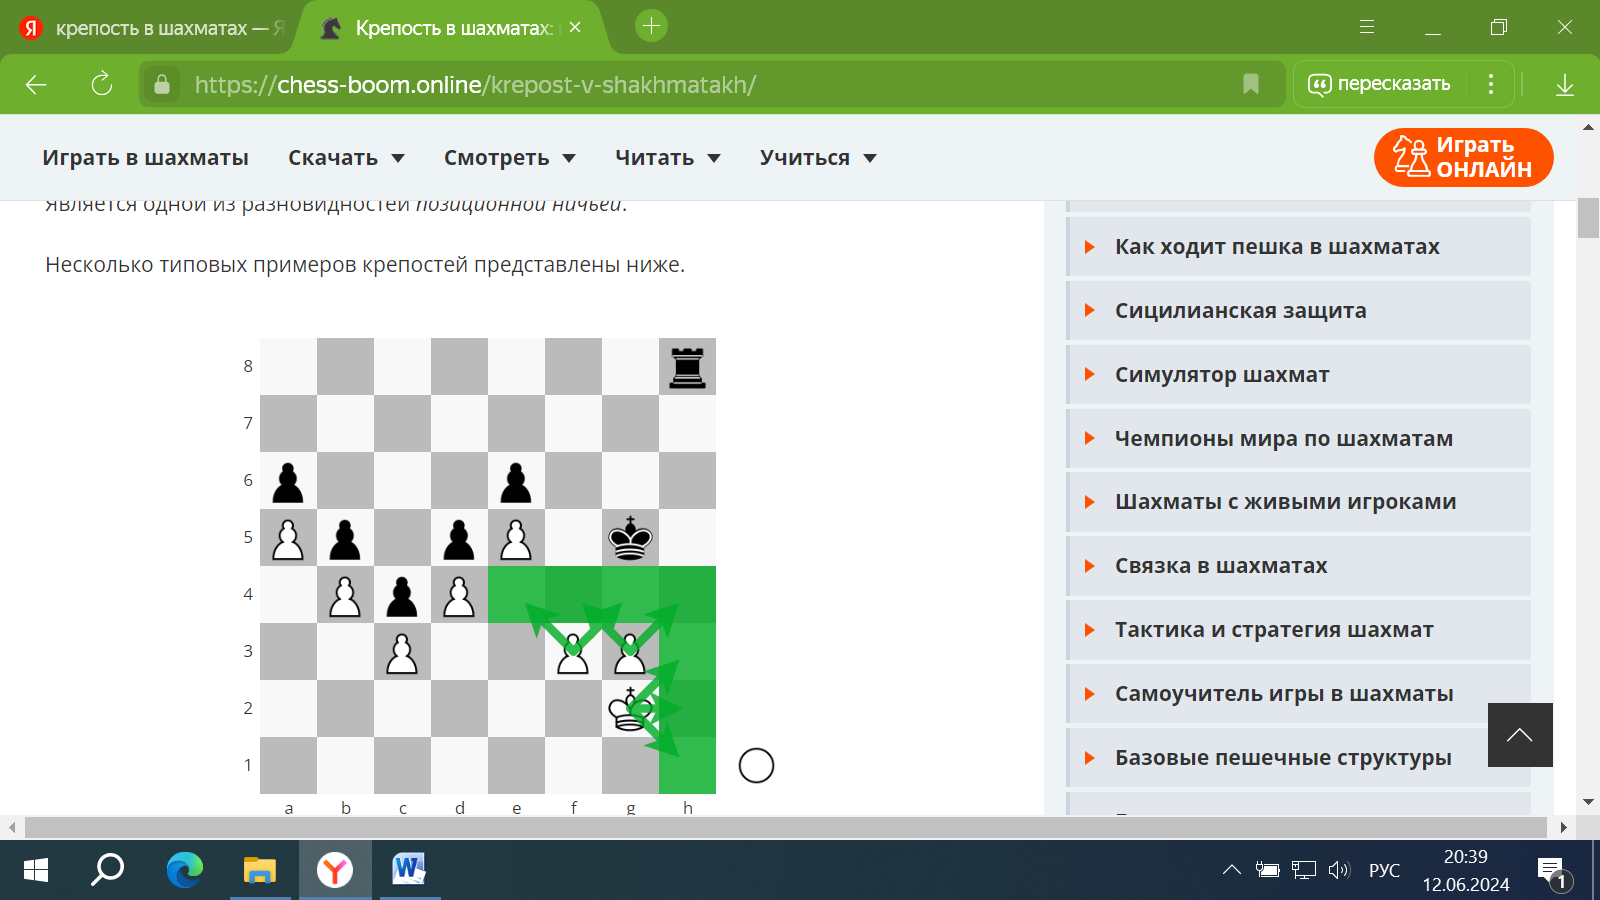 крепость в шахматах — Я
Крепость в шахматах:
https://chess-boom.online/krepost-v-shakhmatakh/
пересказать
Играть в шахматы
Скачать
Смотреть
Читать
Учиться
Играть
ОНЛАЙН
Является одной из разновидностей позиционной ничьей.
Несколько типовых примеров крепостей представлены ниже.
8
7
6
5
4
3
2
1
a b c d e f g h
Как ходит пешка в шахматах
Сицилианская защита
Симулятор шахмат
Чемпионы мира по шахматам
Шахматы с живыми игроками
Связка в шахматах
Тактика и стратегия шахмат
Самоучитель игры в шахматы
Базовые пешечные структуры
РУС
20:39
12.06.2024
1